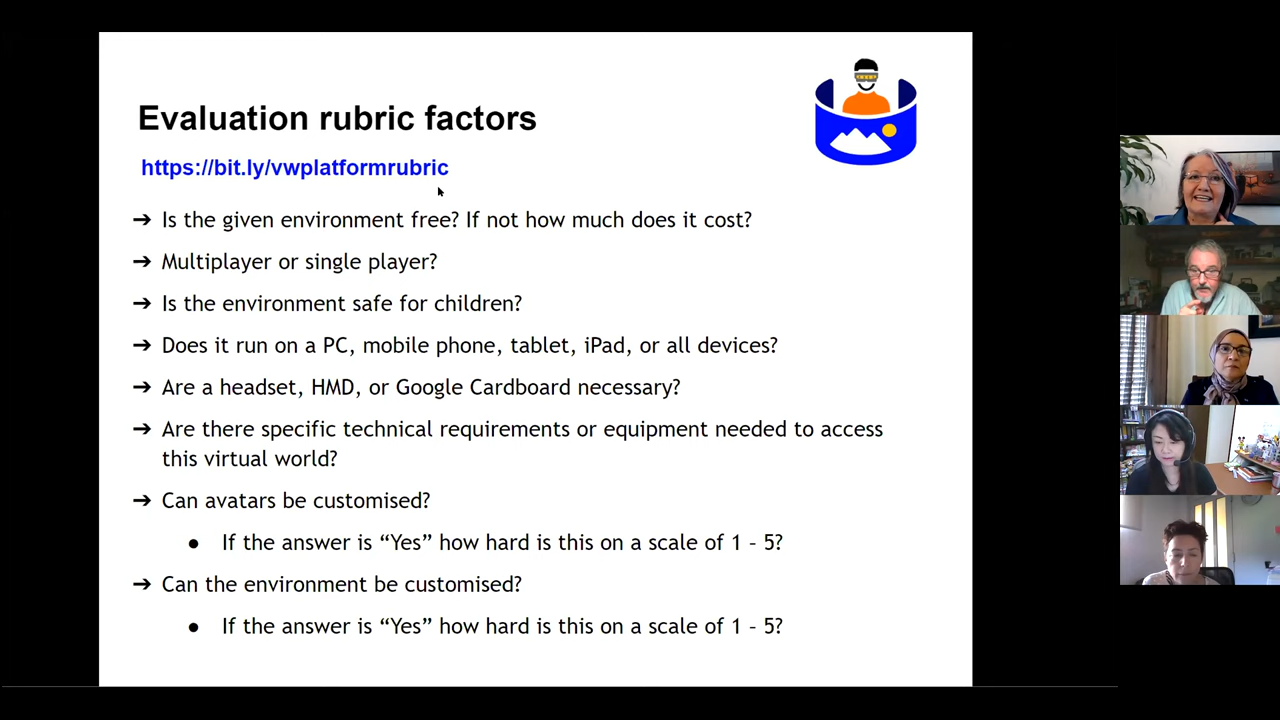 Evaluation rubric factors
https://bit.ly/vwplatformrubric
➔ Is the given environment free? If not how much does it cost?
➔ Multiplayer or single player?
➔ Is the environment safe for children?
➔ Does it run on a PC, mobile phone, tablet, iPad, or all devices?
➔ Are a headset, HMD, or Google Cardboard necessary?
➔ Are there specific technical requirements or equipment needed to access
this virtual world?
➔ Can avatars be customised?
● If the answer is “Yes” how hard is this on a scale of 1 – 5?
➔ Can the environment be customised?
● If the answer is “Yes” how hard is this on a scale of 1 – 5?